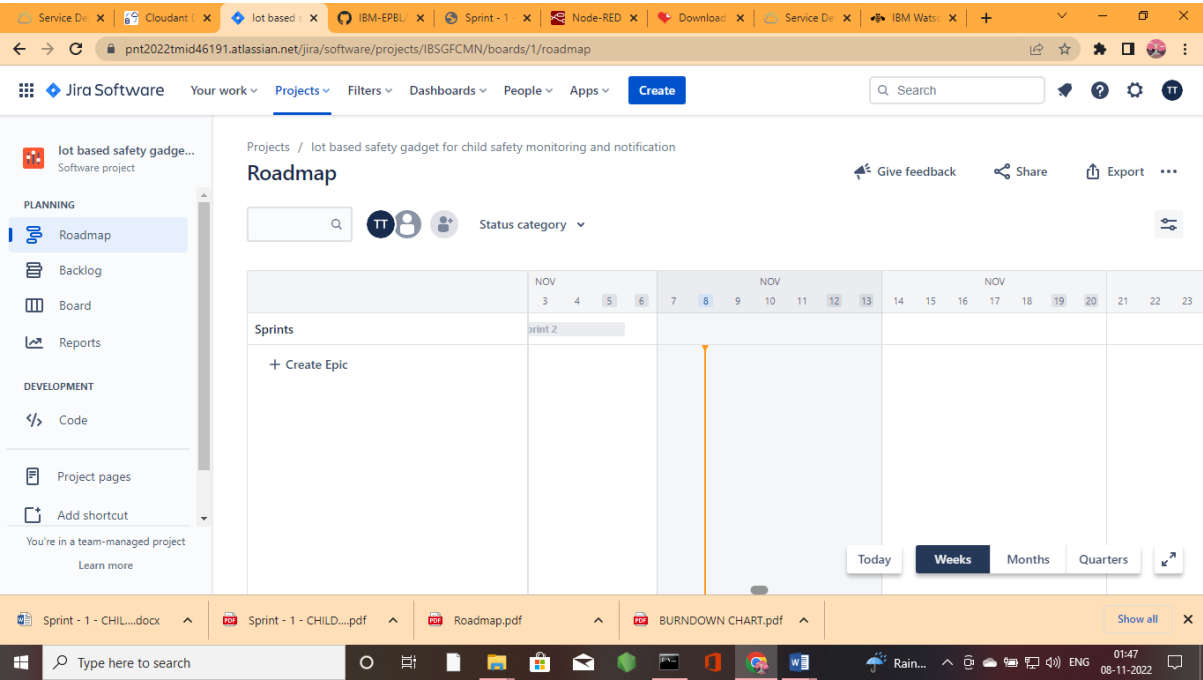 Service De
Cloudant
Iot based s
IBM-EPBL
Sprint - 1 -
Node-RED
Download
Service De
IBM Wats
pnt2022tmid46191.atlassian.net/jira/software/projects/IBSGFCMN/boards/1/roadmap
Jira Software
Your work
Projects
Filters
Dashboards
People
Apps
Create
Search
TT
Iot based safety gadge...
Software project
PLANNING
Roadmap
Backlog
Board
Reports
DEVELOPMENT
Code
Project pages
Add shortcut
You're in a team-managed project
Learn more
Projects / Iot based safety gadget for child safety monitoring and notification
Roadmap
Give feedback
Share
Export
TT
Status category
NOV NOV NOV
3 4 5 6 7 8 9 10 11 12 13 14 15 16 17 18 19 20 21 22 23
Sprints
print 2
+ Create Epic
Today
Weeks
Months
Quarters
Sprint - 1 - CHIL....docx
Sprint - 1 - CHILD....pdf
Roadmap.pdf
BURNDOWN CHART.pdf
Show all
Type here to search
Rain...
ENG
01:47
08-11-2022